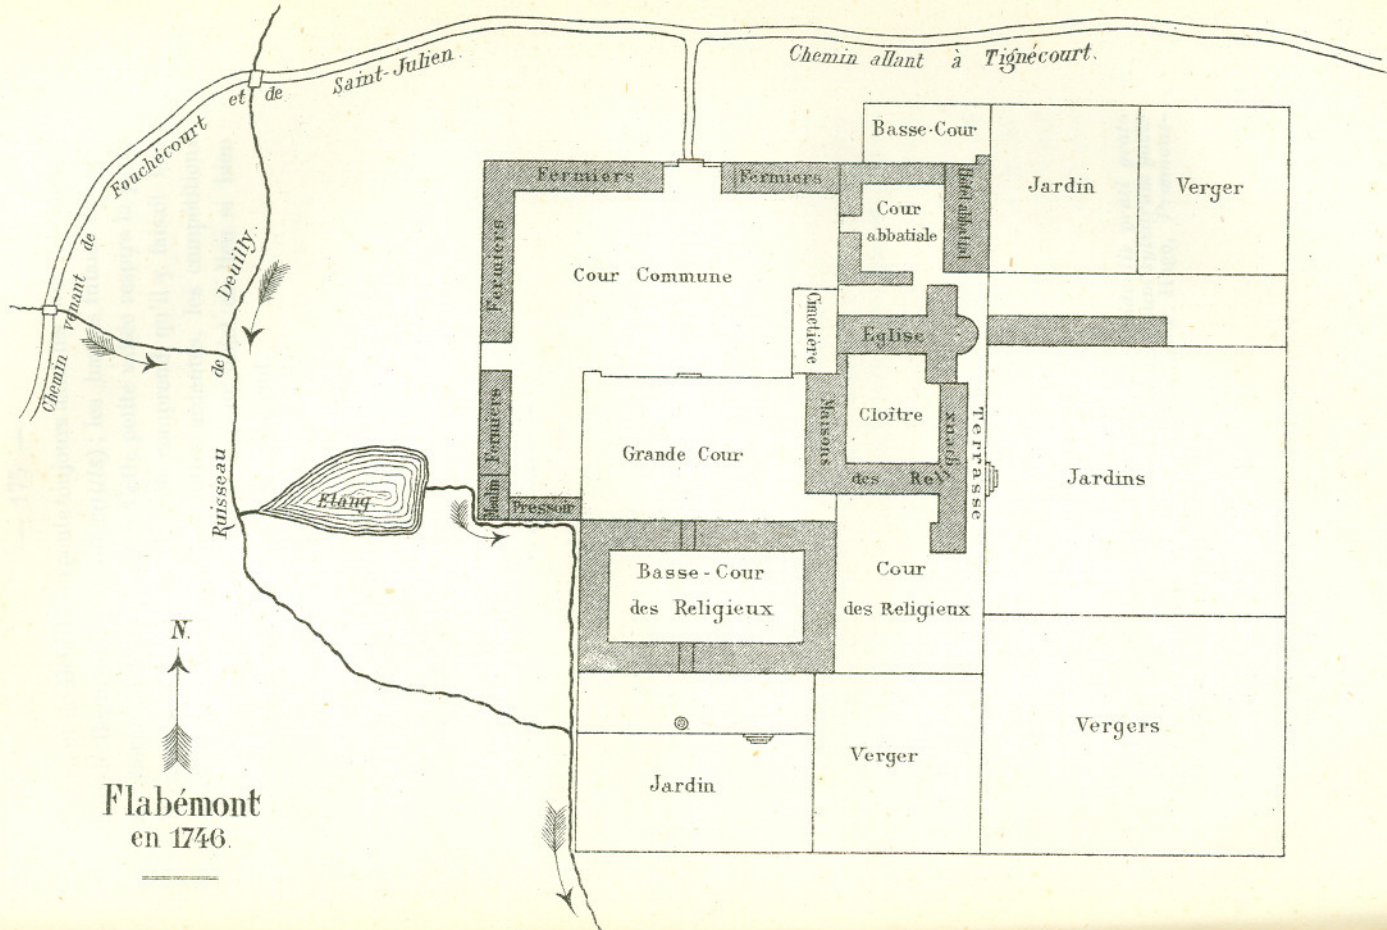 Chemin allant à Tignécourt.
Chemin venant de Fouchécourt et de Saint-Julien.
Basse-Cour
Fermiers
Fermiers
Hôtel abbatial
Jardin
Verger
Cour
abbatiale
Fermiers
Cour Commune
Cimetière
Eglise
Ruisseau de Deuilly.
Fermiers
Maisons des Religieux
Cloître
Terrasse
Grande Cour
Jardins
Etang
Moulin
Pressoir
Basse-Cour
des Religieux
Cour
des Religieux
N.
Vergers
Verger
Jardin
Flabémont
en 1746.